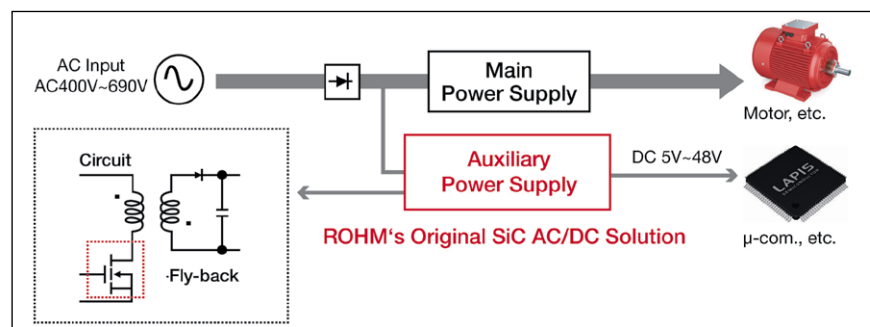 AC Input
AC400V~690V
Main
Power Supply
Motor, etc.
Circuit
Auxiliary
Power Supply
DC 5V~48V
LAPIS
SEMICONDUCTOR
ROHM's Original SiC AC/DC Solution
µ-com., etc.
·Fly-back